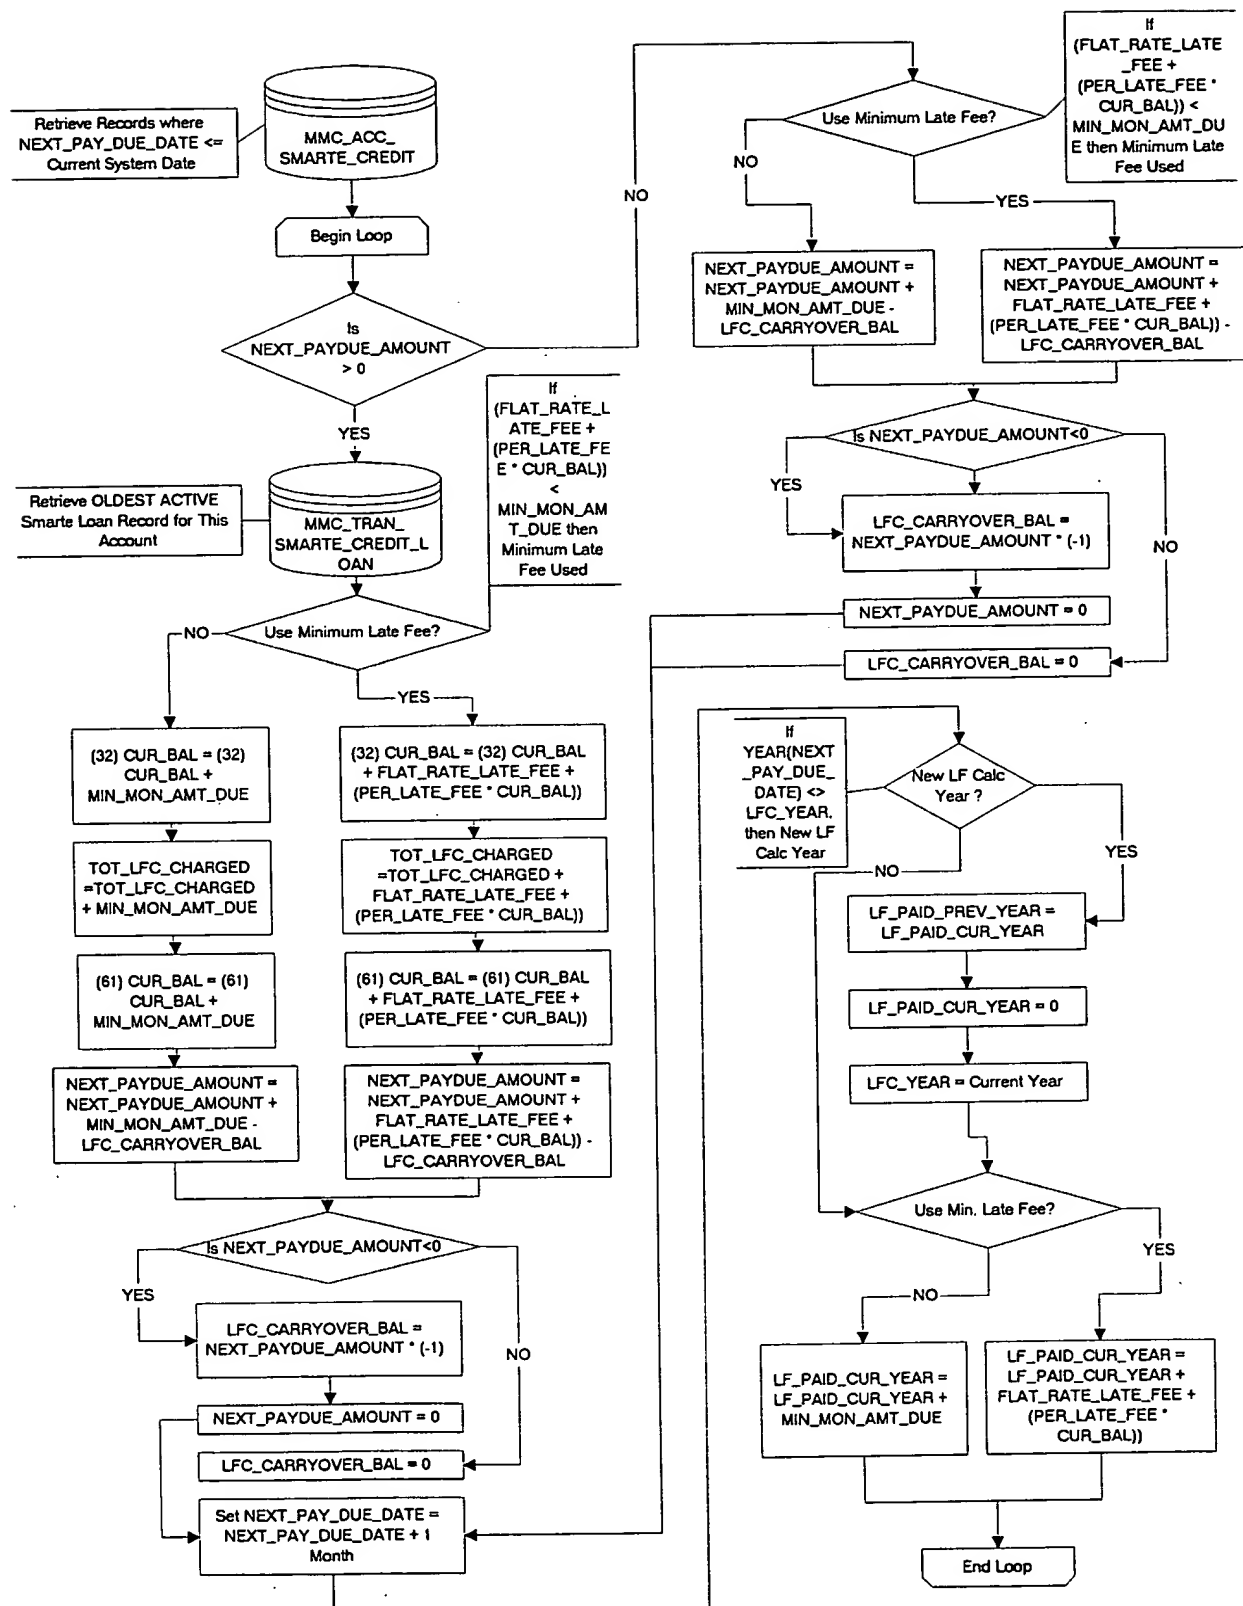 Retrieve Records where
NEXT_PAY_DUE_DATE <=
Current System Date
MMC_ACC_
SMARTE_CREDIT
Begin Loop
Is
NEXT_PAYDUE_AMOUNT
> 0
NO
YES
Retrieve OLDEST ACTIVE
Smarte Loan Record for This
Account
MMC_TRAN_
SMARTE_CREDIT_L
OAN
If
(FLAT_RATE_L
ATE_FEE +
(PER_LATE_FE
E * CUR_BAL))
<
MIN_MON_AM
T_DUE then
Minimum Late
Fee Used
Use Minimum Late Fee?
NO
YES
(32) CUR_BAL = (32)
CUR_BAL +
MIN_MON_AMT_DUE
TOT_LFC_CHARGED
=TOT_LFC_CHARGED
+ MIN_MON_AMT_DUE
(61) CUR_BAL = (61)
CUR_BAL +
MIN_MON_AMT_DUE
NEXT_PAYDUE_AMOUNT =
NEXT_PAYDUE_AMOUNT +
MIN_MON_AMT_DUE -
LFC_CARRYOVER_BAL
(32) CUR_BAL = (32) CUR_BAL
+ FLAT_RATE_LATE_FEE +
(PER_LATE_FEE * CUR_BAL))
TOT_LFC_CHARGED
=TOT_LFC_CHARGED +
FLAT_RATE_LATE_FEE +
(PER_LATE_FEE * CUR_BAL))
(61) CUR_BAL = (61) CUR_BAL
+ FLAT_RATE_LATE_FEE +
(PER_LATE_FEE * CUR_BAL))
NEXT_PAYDUE_AMOUNT =
NEXT_PAYDUE_AMOUNT +
FLAT_RATE_LATE_FEE +
(PER_LATE_FEE * CUR_BAL)) -
LFC_CARRYOVER_BAL
Is NEXT_PAYDUE_AMOUNT<0
YES
NO
LFC_CARRYOVER_BAL =
NEXT_PAYDUE_AMOUNT * (-1)
NEXT_PAYDUE_AMOUNT = 0
LFC_CARRYOVER_BAL = 0
Set NEXT_PAY_DUE_DATE =
NEXT_PAY_DUE_DATE + 1
Month
If
(FLAT_RATE_LATE
_FEE +
(PER_LATE_FEE *
CUR_BAL)) <
MIN_MON_AMT_DU
E then Minimum Late
Fee Used
Use Minimum Late Fee?
NO
YES
NEXT_PAYDUE_AMOUNT =
NEXT_PAYDUE_AMOUNT +
MIN_MON_AMT_DUE -
LFC_CARRYOVER_BAL
NEXT_PAYDUE_AMOUNT =
NEXT_PAYDUE_AMOUNT +
FLAT_RATE_LATE_FEE +
(PER_LATE_FEE * CUR_BAL)) -
LFC_CARRYOVER_BAL
Is NEXT_PAYDUE_AMOUNT<0
YES
NO
LFC_CARRYOVER_BAL =
NEXT_PAYDUE_AMOUNT * (-1)
NEXT_PAYDUE_AMOUNT = 0
LFC_CARRYOVER_BAL = 0
If
YEAR(NEXT
_PAY_DUE_
DATE) <>
LFC_YEAR,
then New LF
Calc Year
New LF Calc
Year ?
NO
YES
LF_PAID_PREV_YEAR =
LF_PAID_CUR_YEAR
LF_PAID_CUR_YEAR = 0
LFC_YEAR = Current Year
Use Min. Late Fee?
NO
YES
LF_PAID_CUR_YEAR =
LF_PAID_CUR_YEAR +
MIN_MON_AMT_DUE
LF_PAID_CUR_YEAR =
LF_PAID_CUR_YEAR +
FLAT_RATE_LATE_FEE +
(PER_LATE_FEE *
CUR_BAL))
End Loop